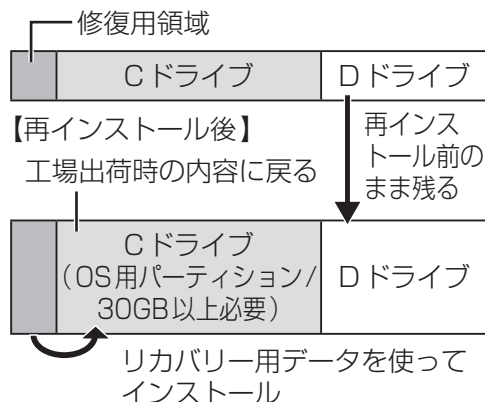 修復用領域
Cドライブ
Dドライブ
【再インストール後】
工場出荷時の内容に戻る
再インス
トール前の
まま残る
Cドライブ
(OS用パーティション/
30GB以上必要)
Dドライブ
リカバリー用データを使って
インストール